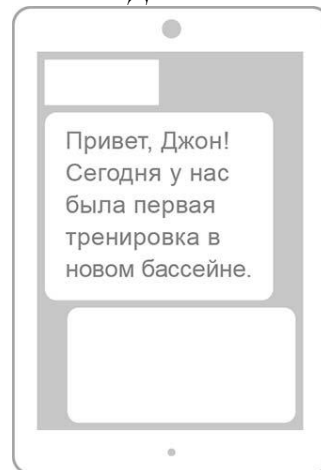 Привет, Джон!
Сегодня у нас
была первая
тренировка в
новом бассейне.